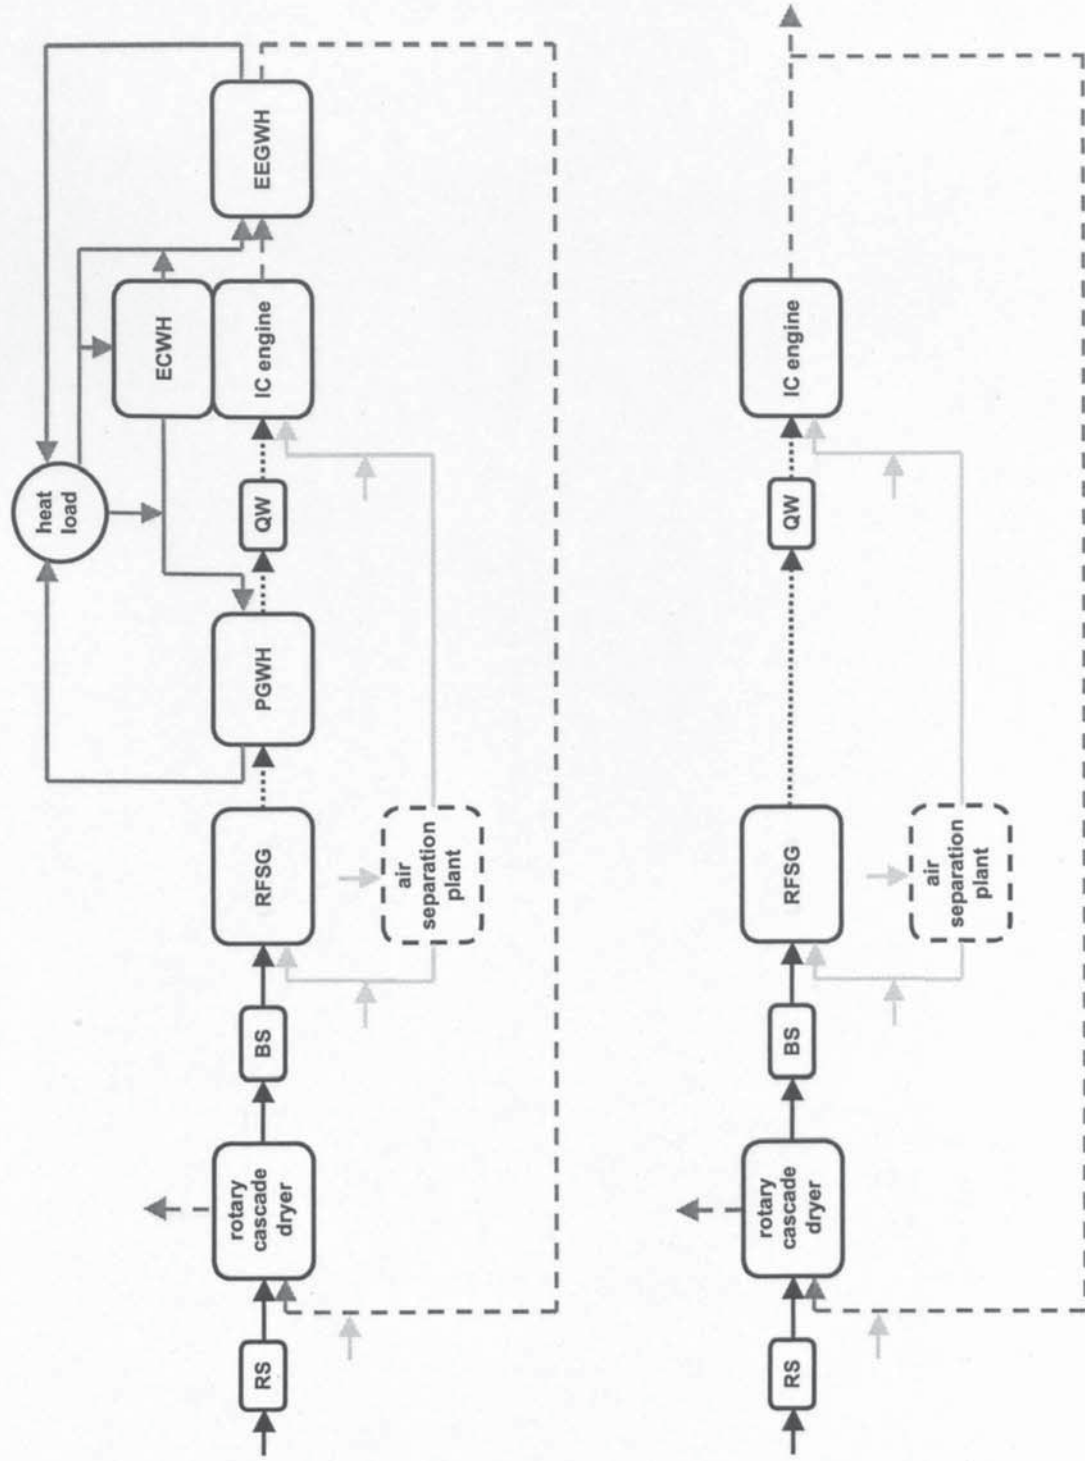 RS
rotary
cascade
dryer
BS
RFSG
air
separation
plant
PGWH
QW
heat
load
ECWH
IC engine
EEGWH
RS
rotary
cascade
dryer
BS
RFSG
air
separation
plant
QW
IC engine